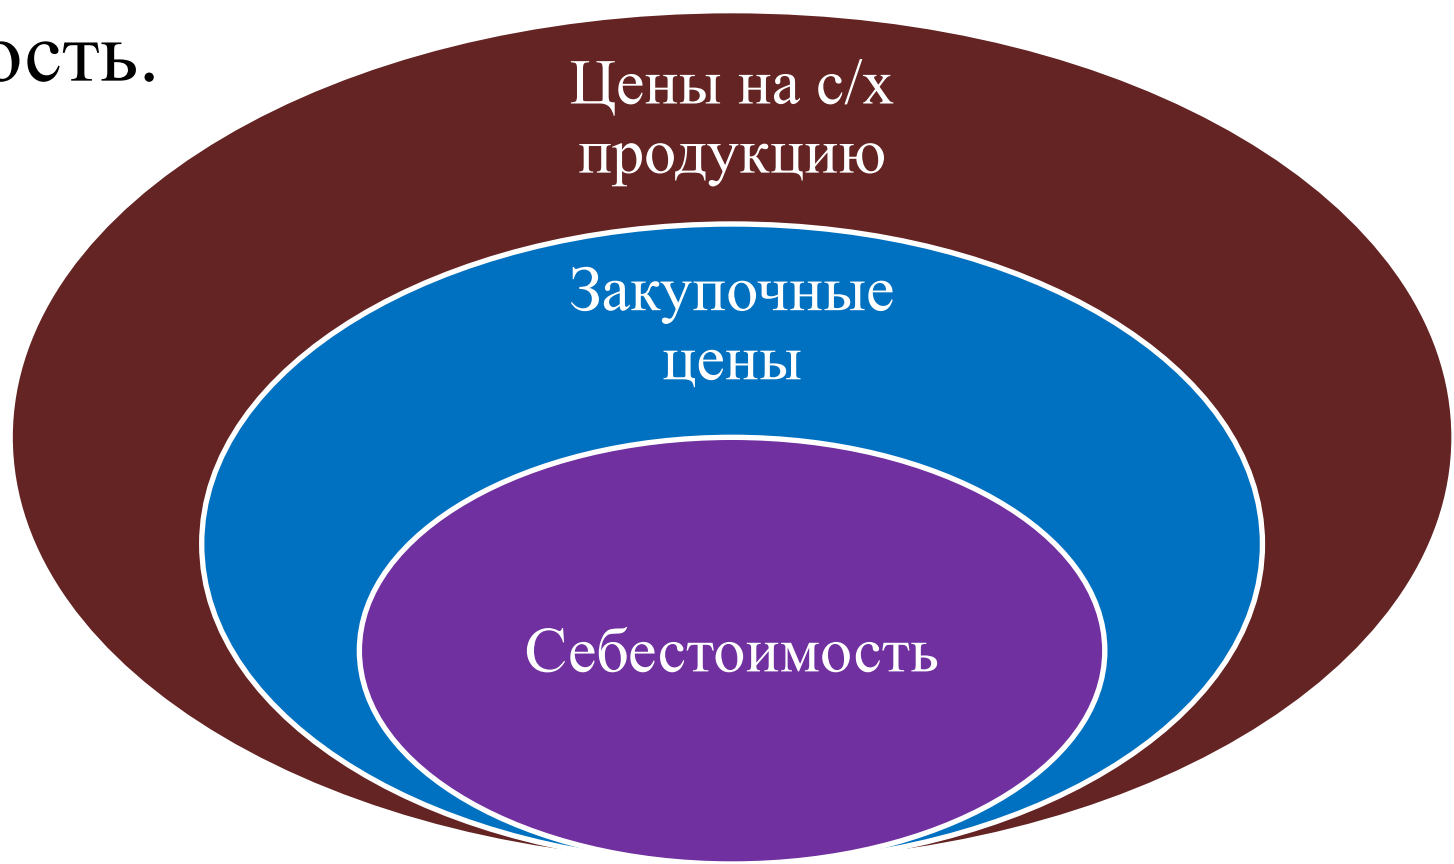 ость.
Цены на с/х
продукцию
Закупочные
цены
Себестоимость